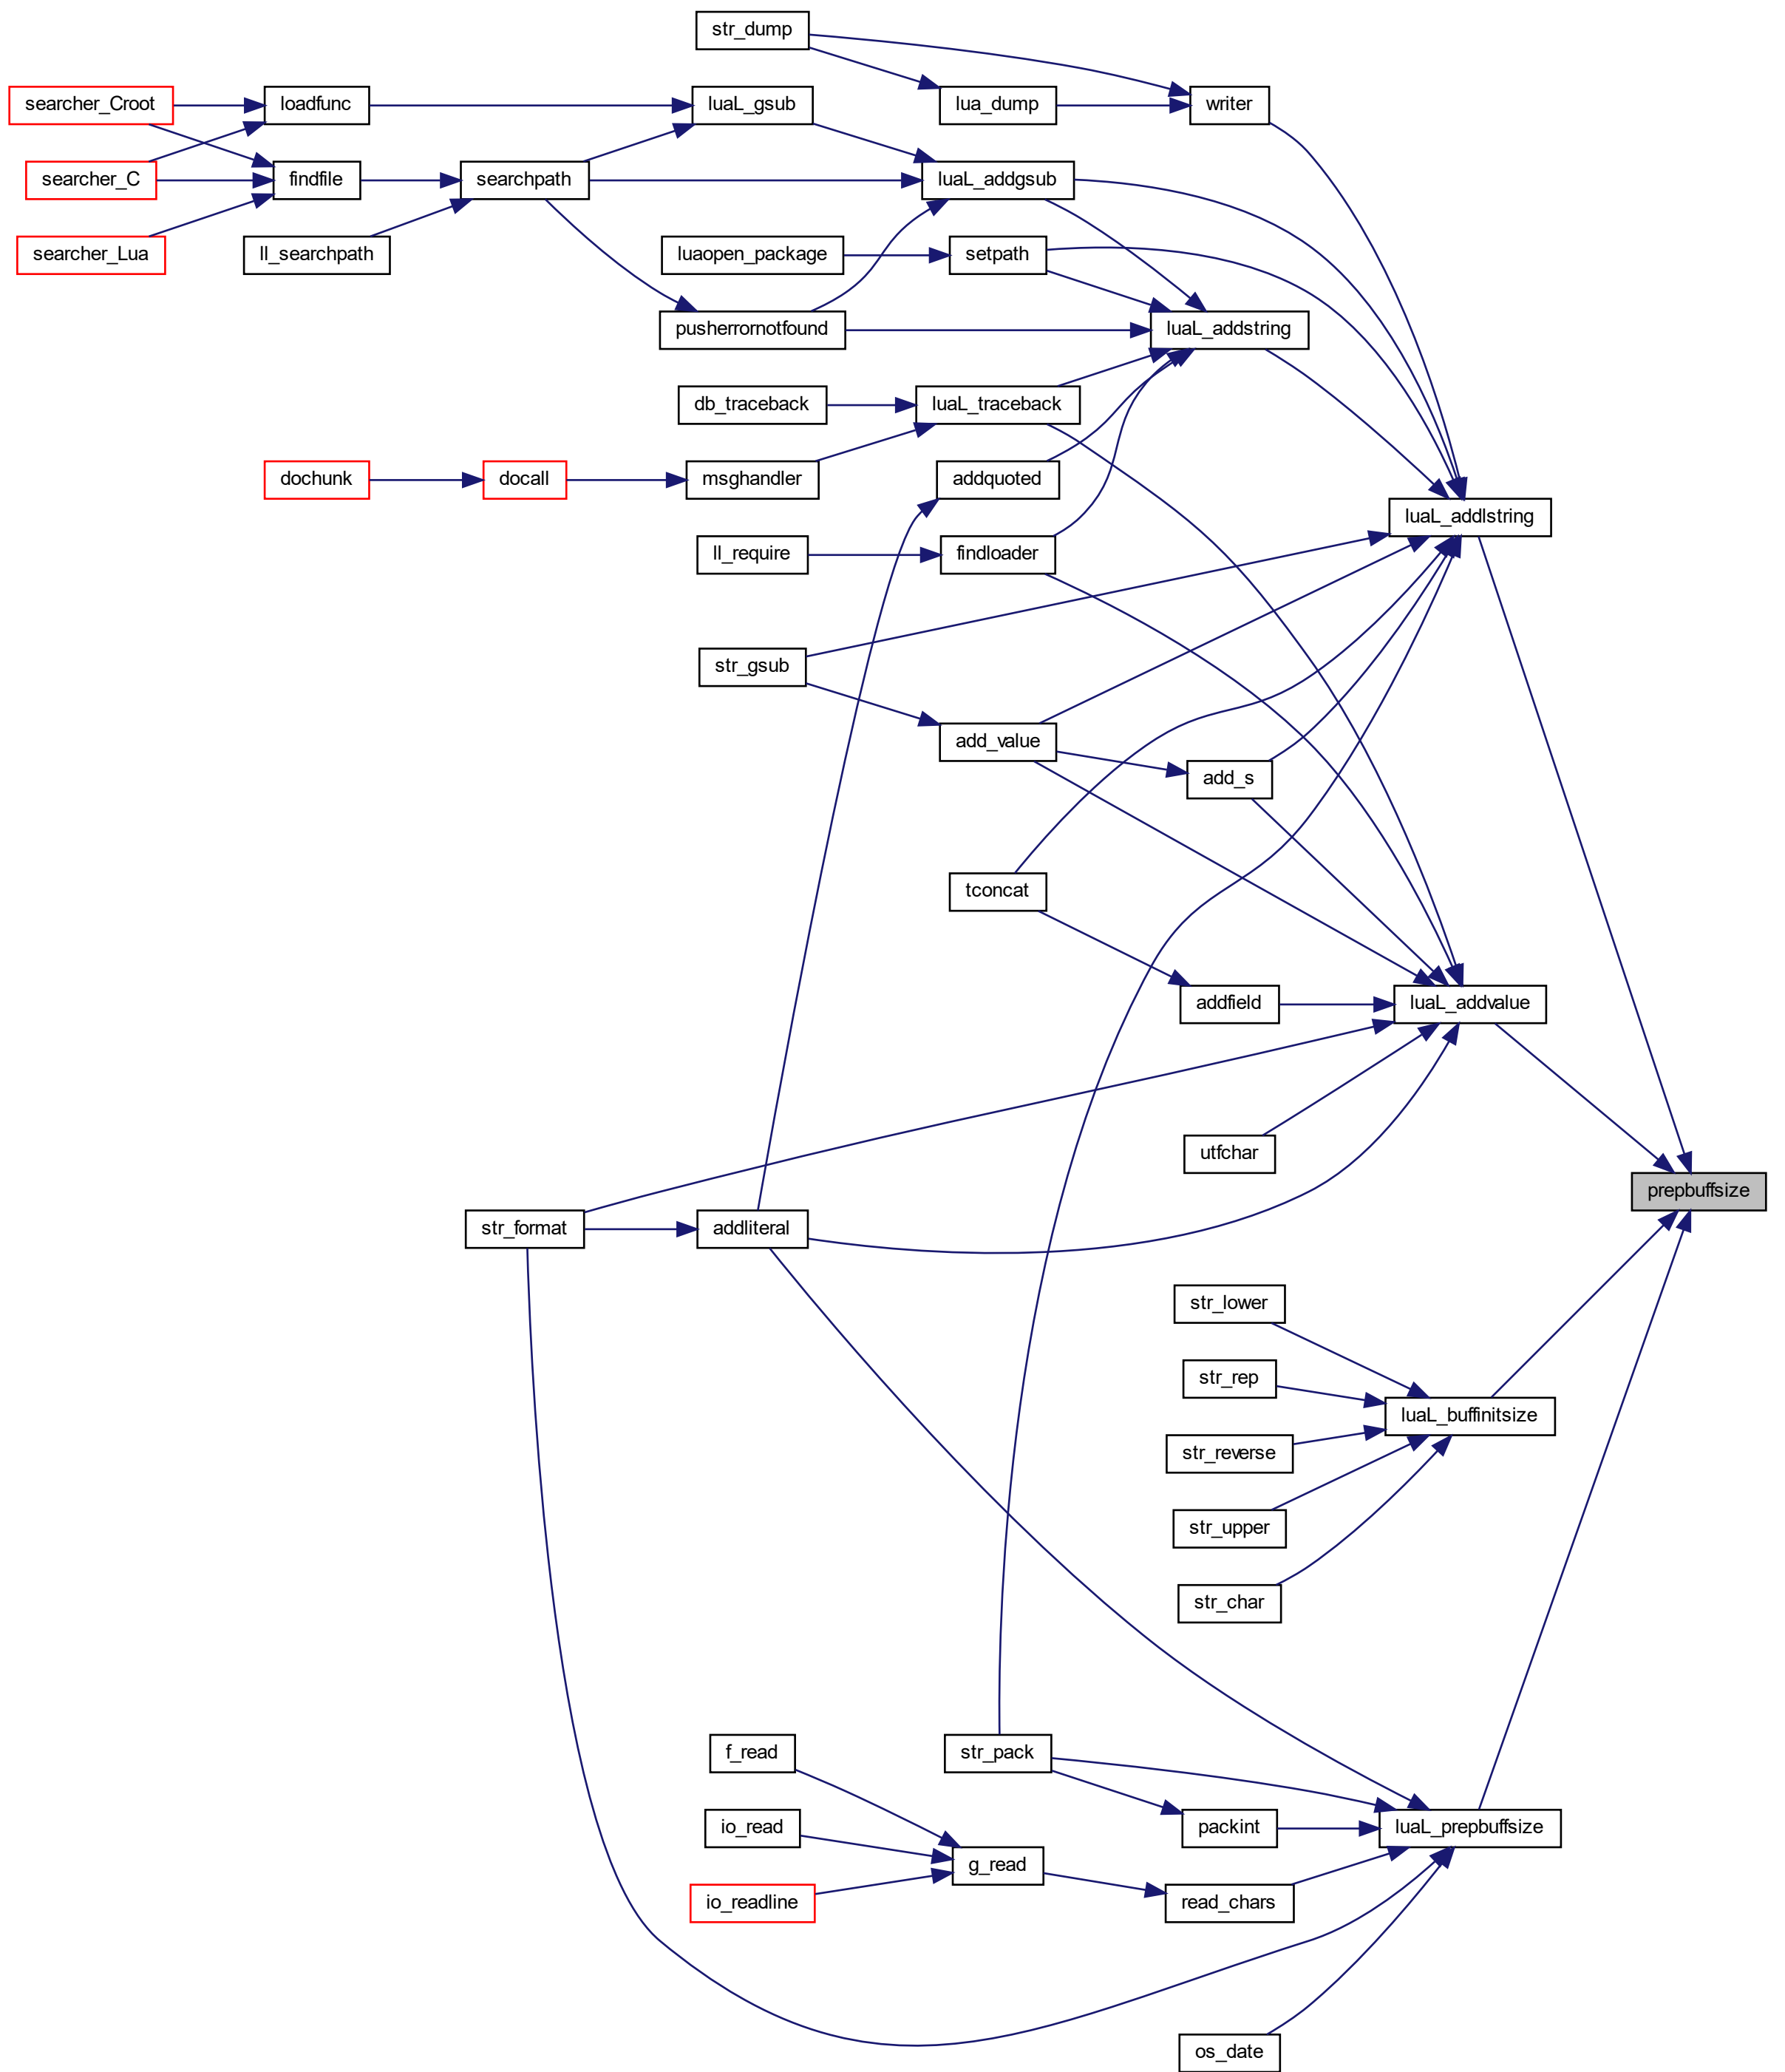 str_dump
searcher_Croot
loadfunc
luaL_gsub
lua_dump
writer
searcher_C
findfile
searchpath
luaL_addgsub
searcher_Lua
ll_searchpath
luaopen_package
setpath
pusherrornotfound
luaL_addstring
db_traceback
luaL_traceback
dochunk
docall
msghandler
addquoted
luaL_addlstring
ll_require
findloader
str_gsub
add_value
add_s
tconcat
addfield
luaL_addvalue
utfchar
prepbuffsize
str_format
addliteral
str_lower
str_rep
luaL_buffinitsize
str_reverse
str_upper
str_char
f_read
str_pack
io_read
packint
luaL_prepbuffsize
g_read
io_readline
read_chars
os_date